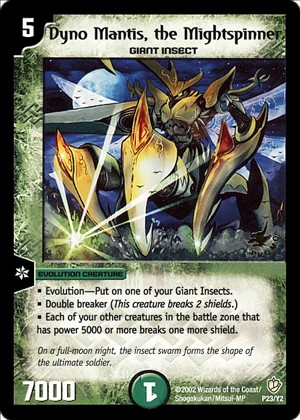 5
Dyno Mantis, the Mightspinner
GIANT INSECT
EVOLUTION CREATURE
• Evolution—Put on one of your Giant Insects.
• Double breaker (This creature breaks 2 shields.)
• Each of your other creatures in the battle zone that
has power 5000 or more breaks one more shield.
On a full-moon night, the insect swarm forms the shape of
the ultimate soldier.
7000
1
©2002 Wizards of the Coast/
Shogakukan/Mitsui-MP
P23/Y2